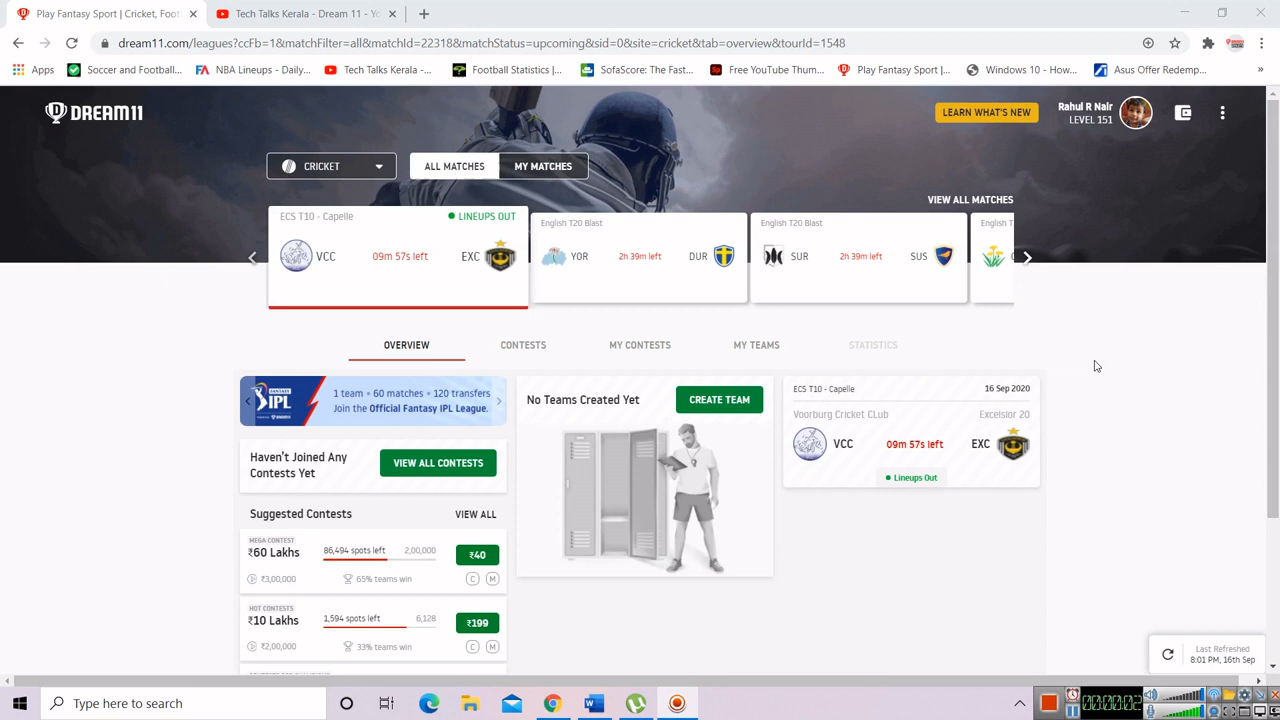 Play Fantasy Sport | Cricket, Foot
Tech Talks Kerala - Dream 11 - Yo
dream11.com/leagues?ccFb=1&matchFilter=all&matchId=22318&matchStatus=upcoming&sid=0&site=cricket&tab=overview&tourId=1548
Apps
Soccer and Football...
NBA Lineups - Daily...
Tech Talks Kerala -...
Football Statistics |...
SofaScore: The Fast...
Free YouTube Thum...
Play Fantasy Sport |...
Windows 10 - How...
Asus Offer Redemp...
DREAM11
LEARN WHAT'S NEW
Rahul R Nair
LEVEL 151
CRICKET
ALL MATCHES
MY MATCHES
VIEW ALL MATCHES
ECS T10 - Capelle
LINEUPS OUT
VCC
09m 57s left
EXC
English T20 Blast
YOR
2h 39m left
DUR
English T20 Blast
SUR
2h 39m left
SUS
English T
OVERVIEW
CONTESTS
MY CONTESTS
MY TEAMS
STATISTICS
FANTASY
IPL
1 team • 60 matches • 120 transfers
Join the Official Fantasy IPL League.
Haven't Joined Any
Contests Yet
VIEW ALL CONTESTS
Suggested Contests
VIEW ALL
MEGA CONTEST
₹60 Lakhs
86,494 spots left
2,00,000
₹40
₹3,00,000
65% teams win
C
M
HOT CONTESTS
₹10 Lakhs
1,594 spots left
6,128
₹199
₹2,00,000
33% teams win
C
M
No Teams Created Yet
CREATE TEAM
ECS T10 - Capelle
16 Sep 2020
Voorburg Cricket CLub
Excelsior 20
VCC
09m 57s left
EXC
Lineups Out
Last Refreshed
8:01 PM, 16th Sep
Type here to search